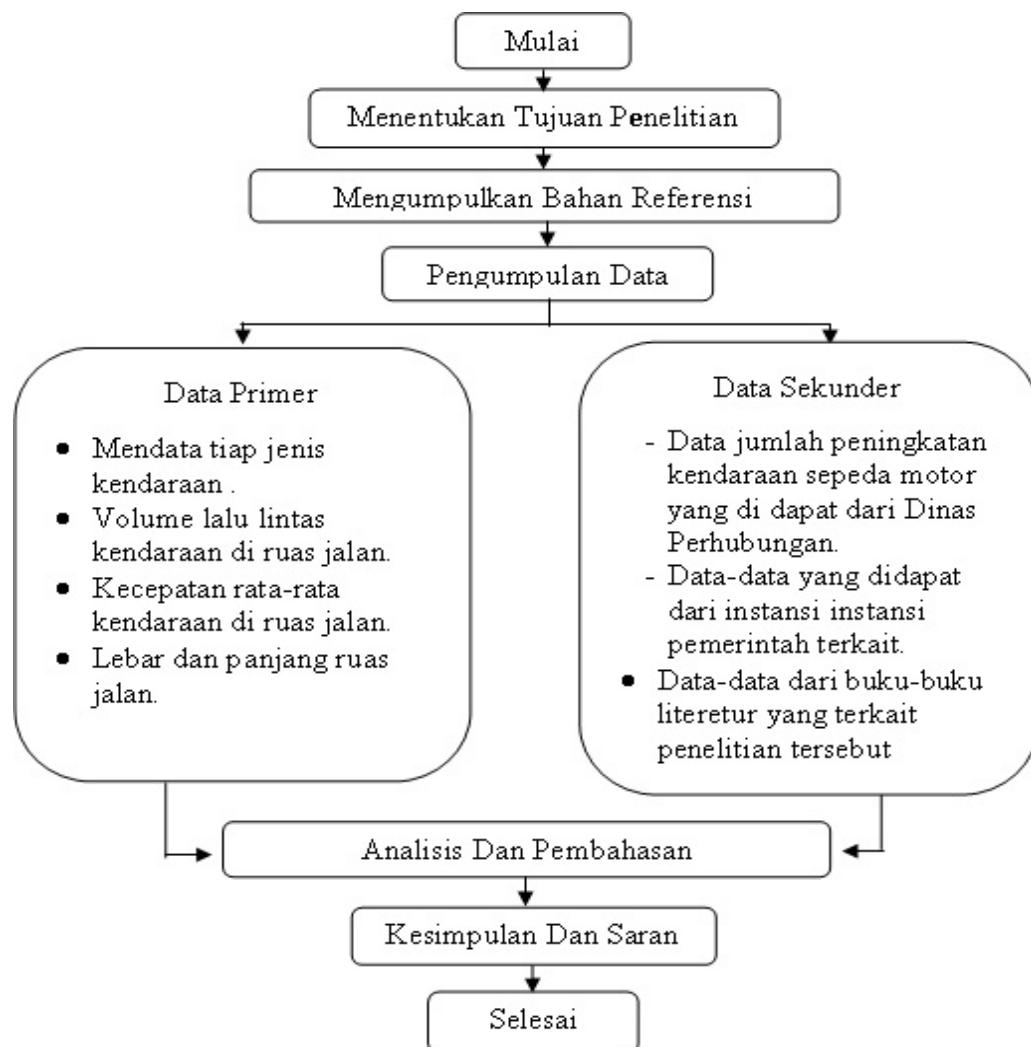 Mulai
Menentukan Tujuan Penelitian
Mengumpulkan Bahan Referensi
Pengumpulan Data
Data Primer
• Mendata tiap jenis
kendaraan .
• Volume lalu lintas
kendaraan di ruas jalan.
• Kecepatan rata-rata
kendaraan di ruas jalan.
• Lebar dan panjang ruas
jalan.
Data Sekunder
- Data jumlah peningkatan
kendaraan sepeda motor
yang di dapat dari Dinas
Perhubungan.
- Data-data yang didapat
dari instansi instansi
pemerintah terkait.
• Data-data dari buku-buku
literetur yang terkait
penelitian tersebut
Analisis Dan Pembahasan
Kesimpulan Dan Saran
Selesai